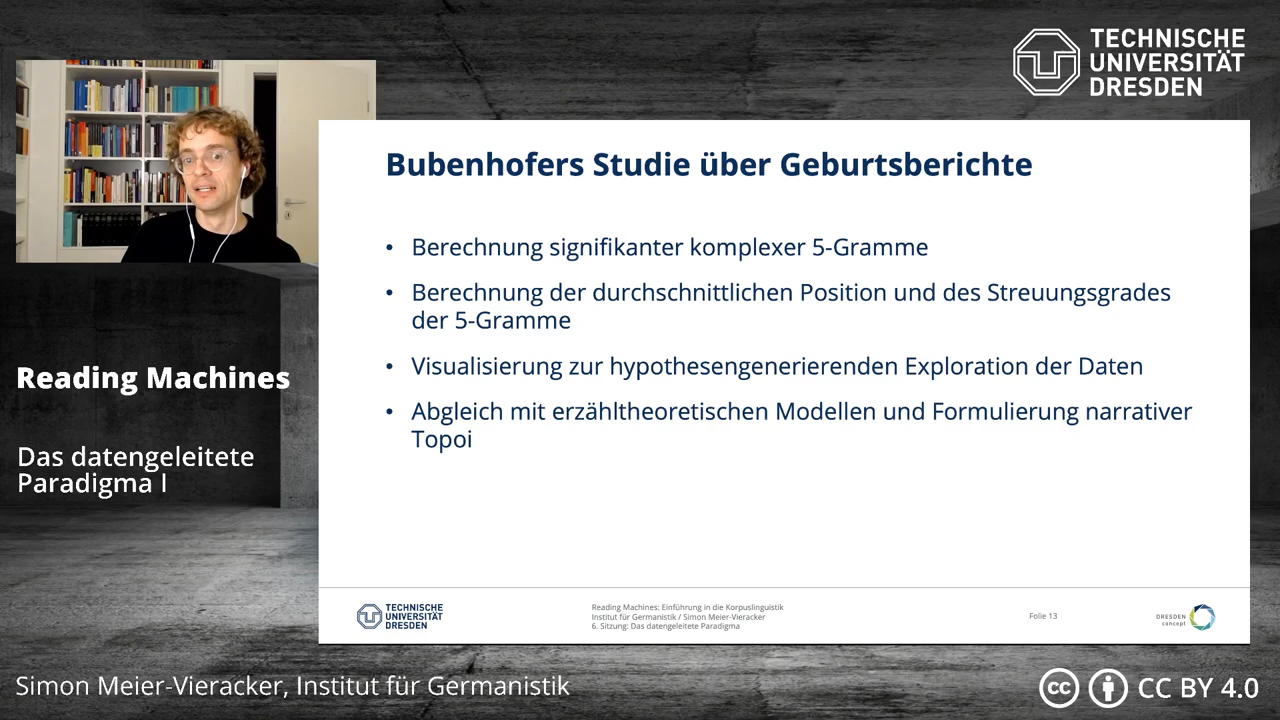 TECHNISCHE
UNIVERSITÄT
DRESDEN
Bubenhofers Studie über Geburtsberichte
• Berechnung signifikanter komplexer 5-Gramme
• Berechnung der durchschnittlichen Position und des Streuungsgrades
der 5-Gramme
• Visualisierung zur hypothesengenerierenden Exploration der Daten
• Abgleich mit erzähltheoretischen Modellen und Formulierung narrativer
Topoi
Reading Machines
Das datengeleitete
Paradigma I
TECHNISCHE
UNIVERSITÄT
DRESDEN
Reading Machines: Einführung in die Korpuslinguistik
Institut für Germanistik / Simon Meier-Vieracker
6. Sitzung: Das datengeleitete Paradigma
Folie 13
DRESDEN
concept
Simon Meier-Vieracker, Institut für Germanistik
cc CC BY 4.0